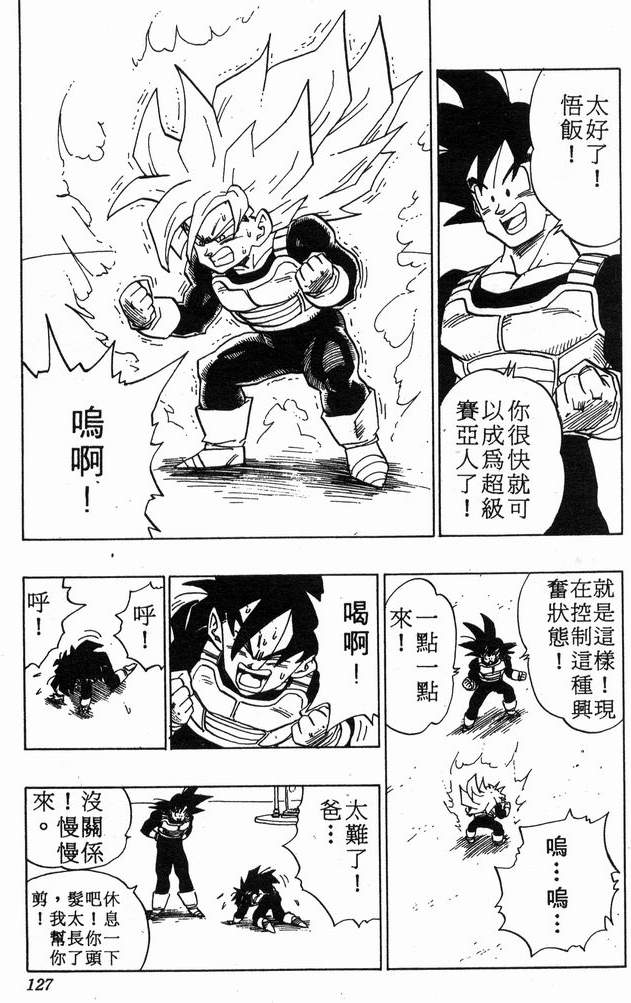 太好了！
悟飯！
你很快就可
以成為超級
賽亞人了！
嗚啊！
就是這樣！現
在控制這種興
奮狀態！
一點一點
來！
嗚…嗚…
喝啊！
呼！
呼！
太難了！
爸…
沒關係
！慢慢
來。
休息一下
吧！你頭
髮太長了
，我幫你
剪！
127